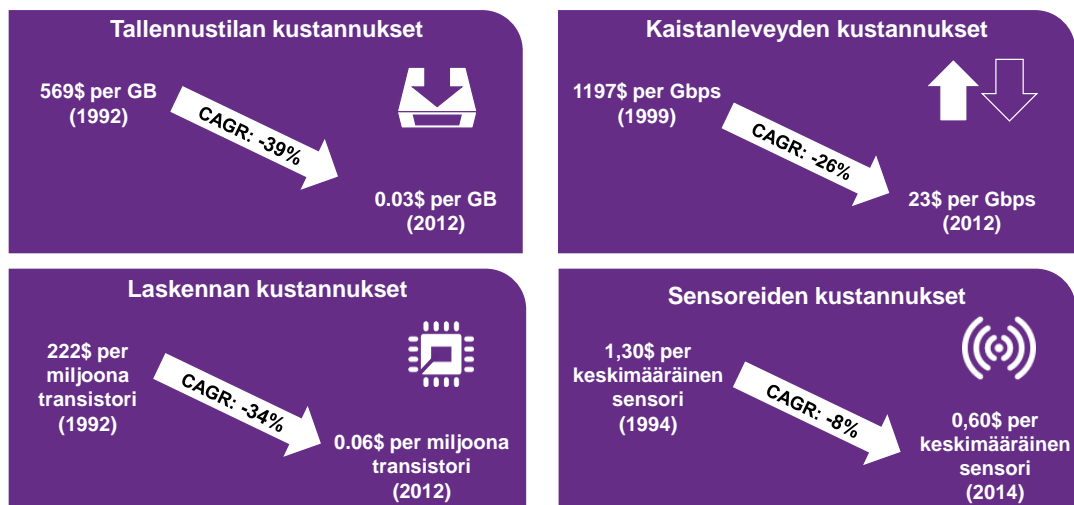 Tallennustilan kustannukset
569$ per GB
(1992)
CAGR: -39%
0.03$ per GB
(2012)
Kaistanleveyden kustannukset
1197$ per Gbps
(1999)
CAGR: -26%
23$ per Gbps
(2012)
Laskennan kustannukset
222$ per
miljoona
transistori
(1992)
CAGR: -34%
0.06$ per miljoona
transistori
(2012)
Sensoreiden kustannukset
1,30$ per
keskimääräinen
sensori
(1994)
CAGR: -8%
0,60$ per
keskimääräinen
sensori
(2014)